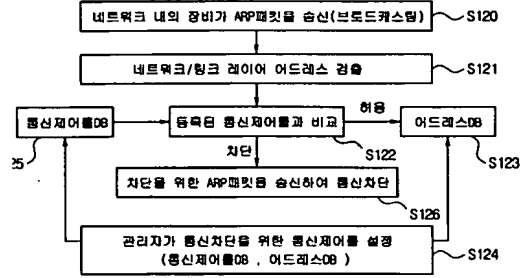 네트워크 내의 장비가 ARP패킷을 송신(브로드캐스팅)
S120
네트워크/링크 레이어 어드레스 검출
S121
통신제어룰DB
등록된 통신제어룰과 비교
허용
어드레스DB
25
차단
S122
S123
차단을 위한 ARP패킷을 송신하여 통신차단
S126
관리자가 통신차단을 위한 통신제어룰 설정
(통신제어룰DB , 어드레스DB )
S124